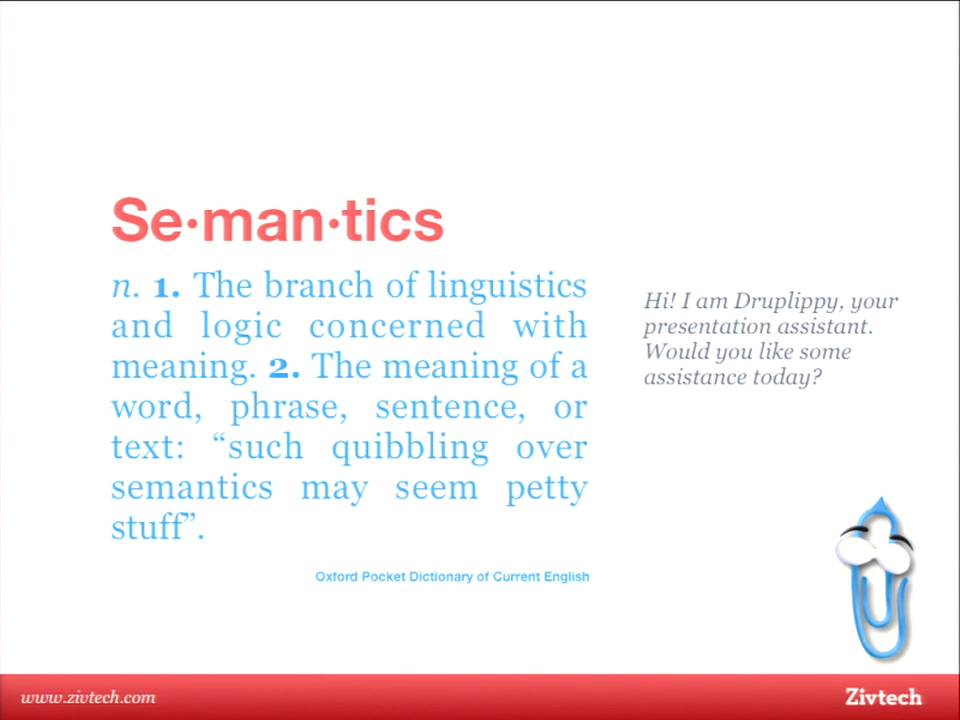 Se·man·tics
n. 1. The branch of linguistics
and logic concerned with
meaning. 2. The meaning of a
word, phrase, sentence, or
text: “such quibbling over
semantics may seem petty
stuff”.
Oxford Pocket Dictionary of Current English
Hi! I am Druplippy, your
presentation assistant.
Would you like some
assistance today?
www.zivtech.com
Zivtech